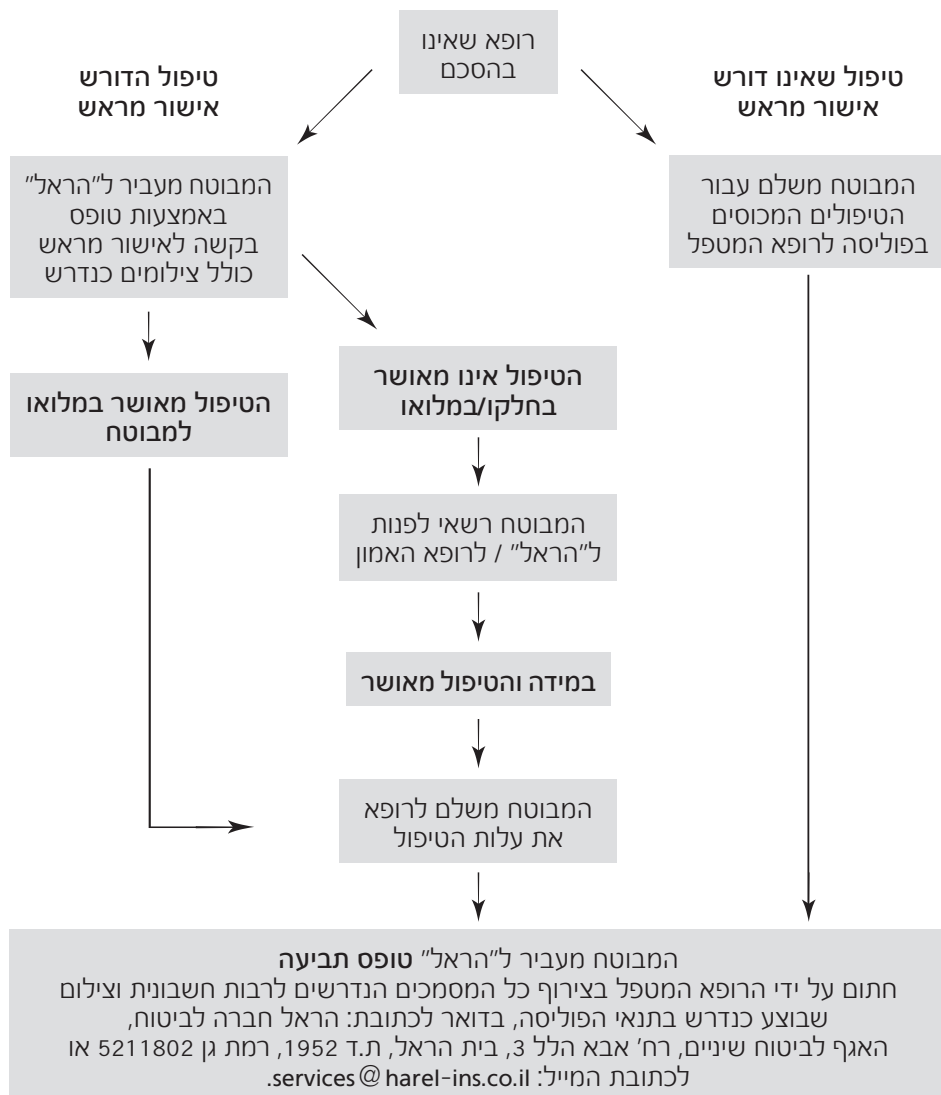 רופא שאינו
בהסכם
טיפול שאינו דורש
אישור מראש
טיפול הדורש
אישור מראש
המבוטח משלם עבור
הטיפולים המכוסים
בפוליסה לרופא המטפל
המבוטח מעביר ל"הראל"
באמצעות טופס
בקשה לאישור מראש
כולל צילומים כנדרש
הטיפול אינו מאושר
בחלקו/במלואו
הטיפול מאושר במלואו
למבוטח
המבוטח רשאי לפנות
ל"הראל" / לרופא האמון
במידה והטיפול מאושר
המבוטח משלם לרופא
את עלות הטיפול
המבוטח מעביר ל"הראל" טופס תביעה
חתום על ידי הרופא המטפל בצירוף כל המסמכים הנדרשים לרבות חשבונית וצילום
שבוצע כנדרש בתנאי הפוליסה, בדואר לכתובת: הראל חברה לביטוח,
האגף לביטוח שיניים, רח' אבא הלל 3, בית הראל, ת.ד 1952, רמת גן 5211802 או
לכתובת המייל: services@harel-ins.co.il.